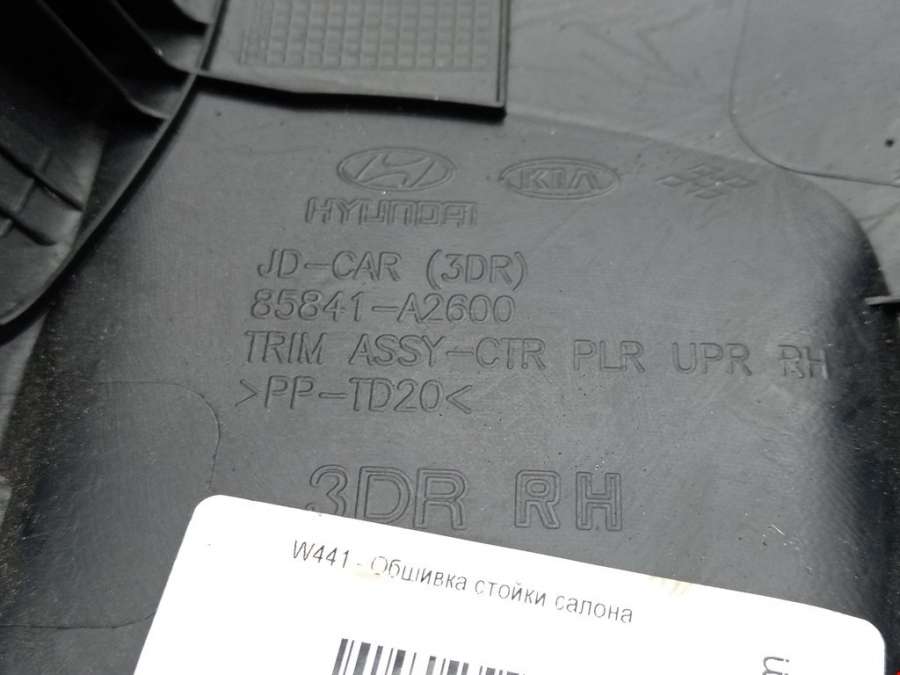 KIA
HYUNDAI
JD-CAR (3DR)
85841-A2600
TRIM ASSY-CTR PLR UPR RH
>PP-TD20<
3DR RH
W441 - Обшивка стойки салона